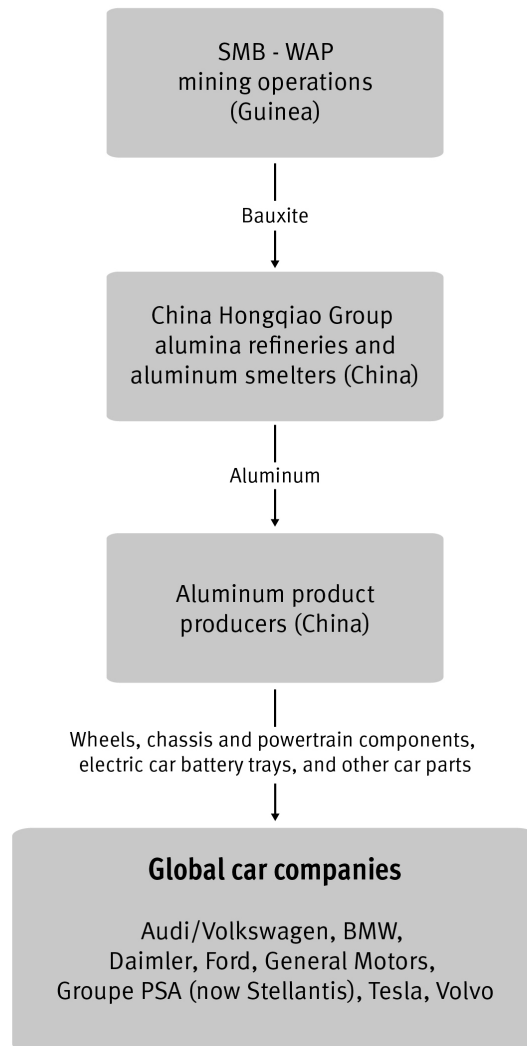 SMB - WAP
mining operations
(Guinea)
Bauxite
China Hongqiao Group
alumina refineries and
aluminum smelters (China)
Aluminum
Aluminum product
producers (China)
Wheels, chassis and powertrain components,
electric car battery trays, and other car parts
Global car companies
Audi/Volkswagen, BMW,
Daimler, Ford, General Motors,
Groupe PSA (now Stellantis), Tesla, Volvo